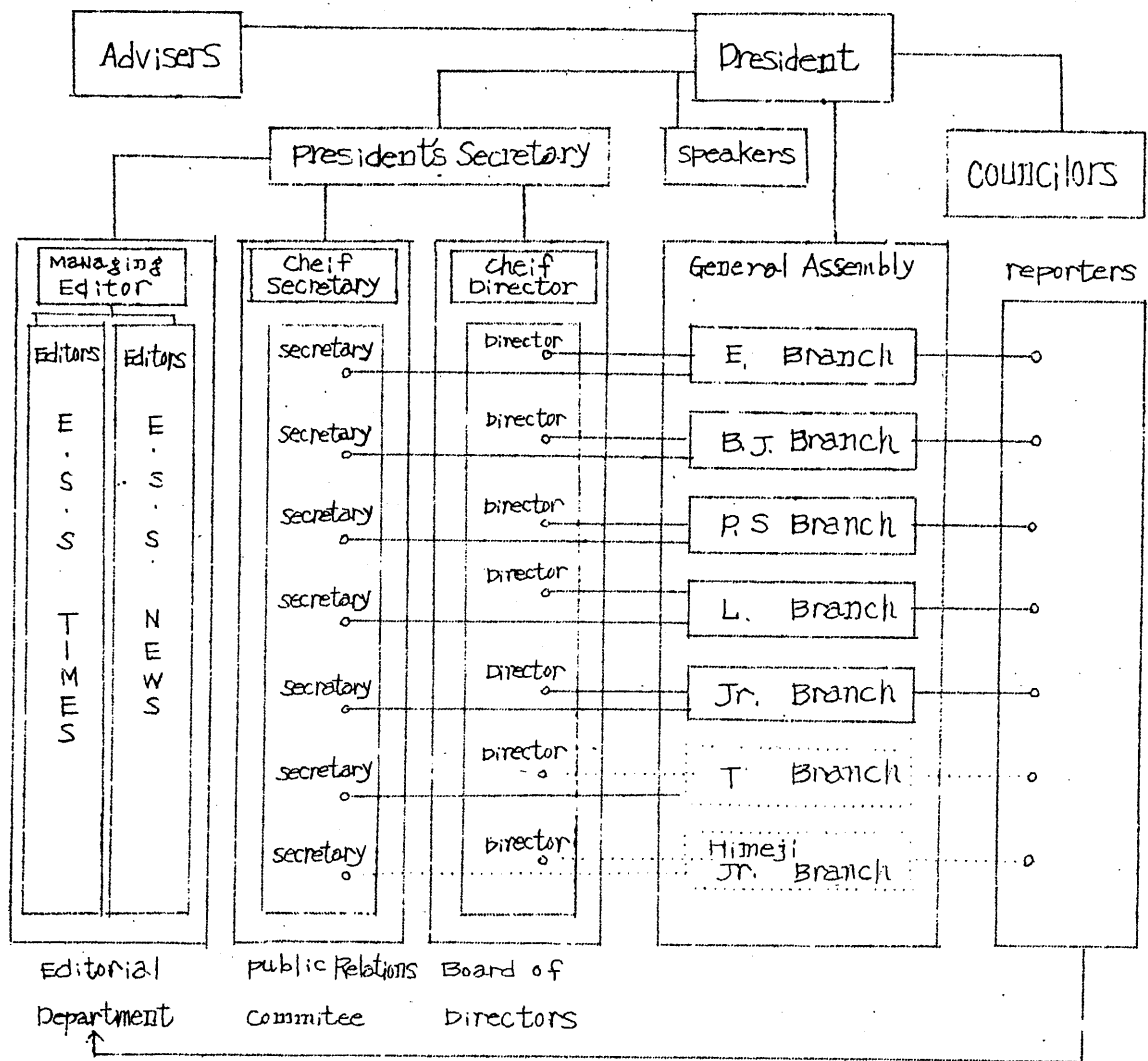 Advisers
President
President's Secretary
speakers
COUNCILORS
Managing
Editor
Cheif
Secretary
Cheif
Director
General Assembly
reporters
Editors
Editors
E.S.S TIMES
E.S.S. NEWS
secretary
Director
E. Branch
secretary
Director
B.J. Branch
secretary
Director
P.S Branch
secretary
Director
L. Branch
secratary
Director
Jr. Branch
secretary
Director
T Branch
secretary
Director
Himeji
Jr. Branch
Editorial
Department
public Relations
Commitee
Board of
Directors